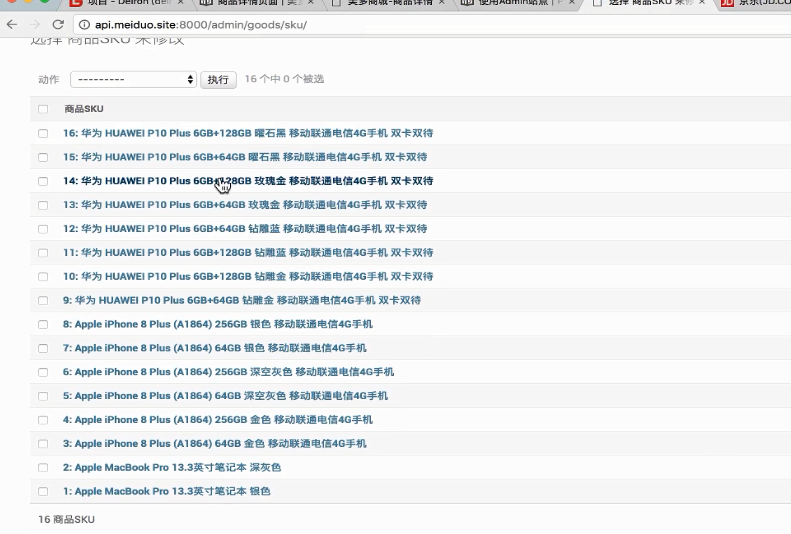 项目 - Delron (del
商品详情页面 | 美
美多商城-商品详情
使用Admin站点 |
选择 商品SKU 来修
京东(JD.CO
api.meiduo.site:8000/admin/goods/sku/
选择 商品SKU 来修改
动作 --------- 执行 16 个中 0 个被选
商品SKU
16: 华为 HUAWEI P10 Plus 6GB+128GB 曜石黑 移动联通电信4G手机 双卡双待
15: 华为 HUAWEI P10 Plus 6GB+64GB 曜石黑 移动联通电信4G手机 双卡双待
14: 华为 HUAWEI P10 Plus 6GB+128GB 玫瑰金 移动联通电信4G手机 双卡双待
13: 华为 HUAWEI P10 Plus 6GB+64GB 玫瑰金 移动联通电信4G手机 双卡双待
12: 华为 HUAWEI P10 Plus 6GB+64GB 钻雕蓝 移动联通电信4G手机 双卡双待
11: 华为 HUAWEI P10 Plus 6GB+128GB 钻雕蓝 移动联通电信4G手机 双卡双待
10: 华为 HUAWEI P10 Plus 6GB+128GB 钻雕金 移动联通电信4G手机 双卡双待
9: 华为 HUAWEI P10 Plus 6GB+64GB 钻雕金 移动联通电信4G手机 双卡双待
8: Apple iPhone 8 Plus (A1864) 256GB 银色 移动联通电信4G手机
7: Apple iPhone 8 Plus (A1864) 64GB 银色 移动联通电信4G手机
6: Apple iPhone 8 Plus (A1864) 256GB 深空灰色 移动联通电信4G手机
5: Apple iPhone 8 Plus (A1864) 64GB 深空灰色 移动联通电信4G手机
4: Apple iPhone 8 Plus (A1864) 256GB 金色 移动联通电信4G手机
3: Apple iPhone 8 Plus (A1864) 64GB 金色 移动联通电信4G手机
2: Apple MacBook Pro 13.3英寸笔记本 深灰色
1: Apple MacBook Pro 13.3英寸笔记本 银色
16 商品SKU